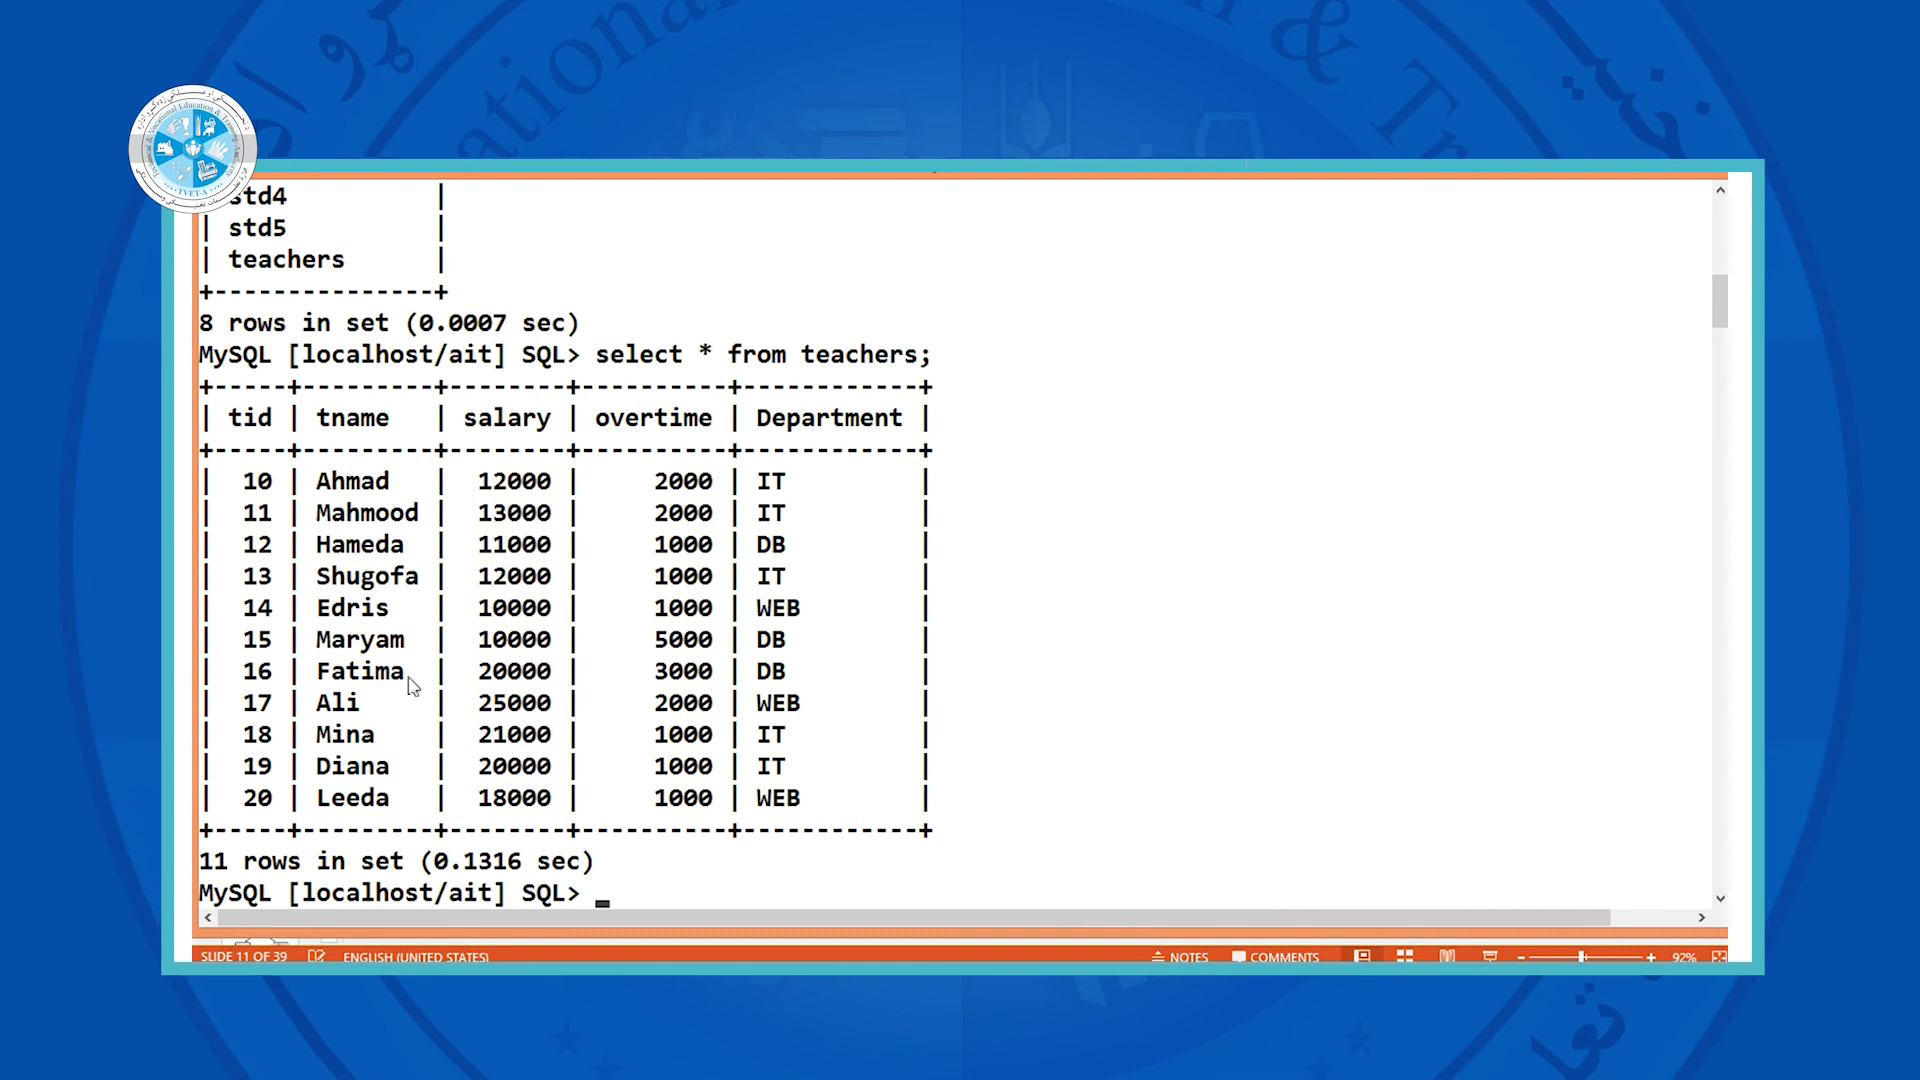 std4 |
| std5 |
| teachers |
+---------------+
8 rows in set (0.0007 sec)
MySQL [localhost/ait] SQL> select * from teachers;
+-----+---------+--------+----------+------------+
| tid | tname | salary | overtime | Department |
+-----+---------+--------+----------+------------+
| 10 | Ahmad | 12000 | 2000 | IT |
| 11 | Mahmood | 13000 | 2000 | IT |
| 12 | Hameda | 11000 | 1000 | DB |
| 13 | Shugofa | 12000 | 1000 | IT |
| 14 | Edris | 10000 | 1000 | WEB |
| 15 | Maryam | 10000 | 5000 | DB |
| 16 | Fatima | 20000 | 3000 | DB |
| 17 | Ali | 25000 | 2000 | WEB |
| 18 | Mina | 21000 | 1000 | IT |
| 19 | Diana | 20000 | 1000 | IT |
| 20 | Leeda | 18000 | 1000 | WEB |
+-----+---------+--------+----------+------------+
11 rows in set (0.1316 sec)
MySQL [localhost/ait] SQL> _
SLIDE 11 OF 39 ENGLISH (UNITED STATES) NOTES COMMENTS 92%
TVET-A